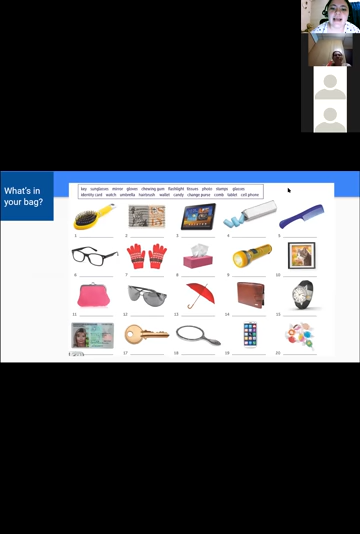 What's in
your bag?
key sunglasses mirror gloves chewing gum flashlight tissues photo stamps glasses
identity card watch umbrella hairbrush wallet candy change purse comb tablet cell phone
1 2 3 4 5
6 7 8 9 10
11 12 13 14 15
17 18 19 20